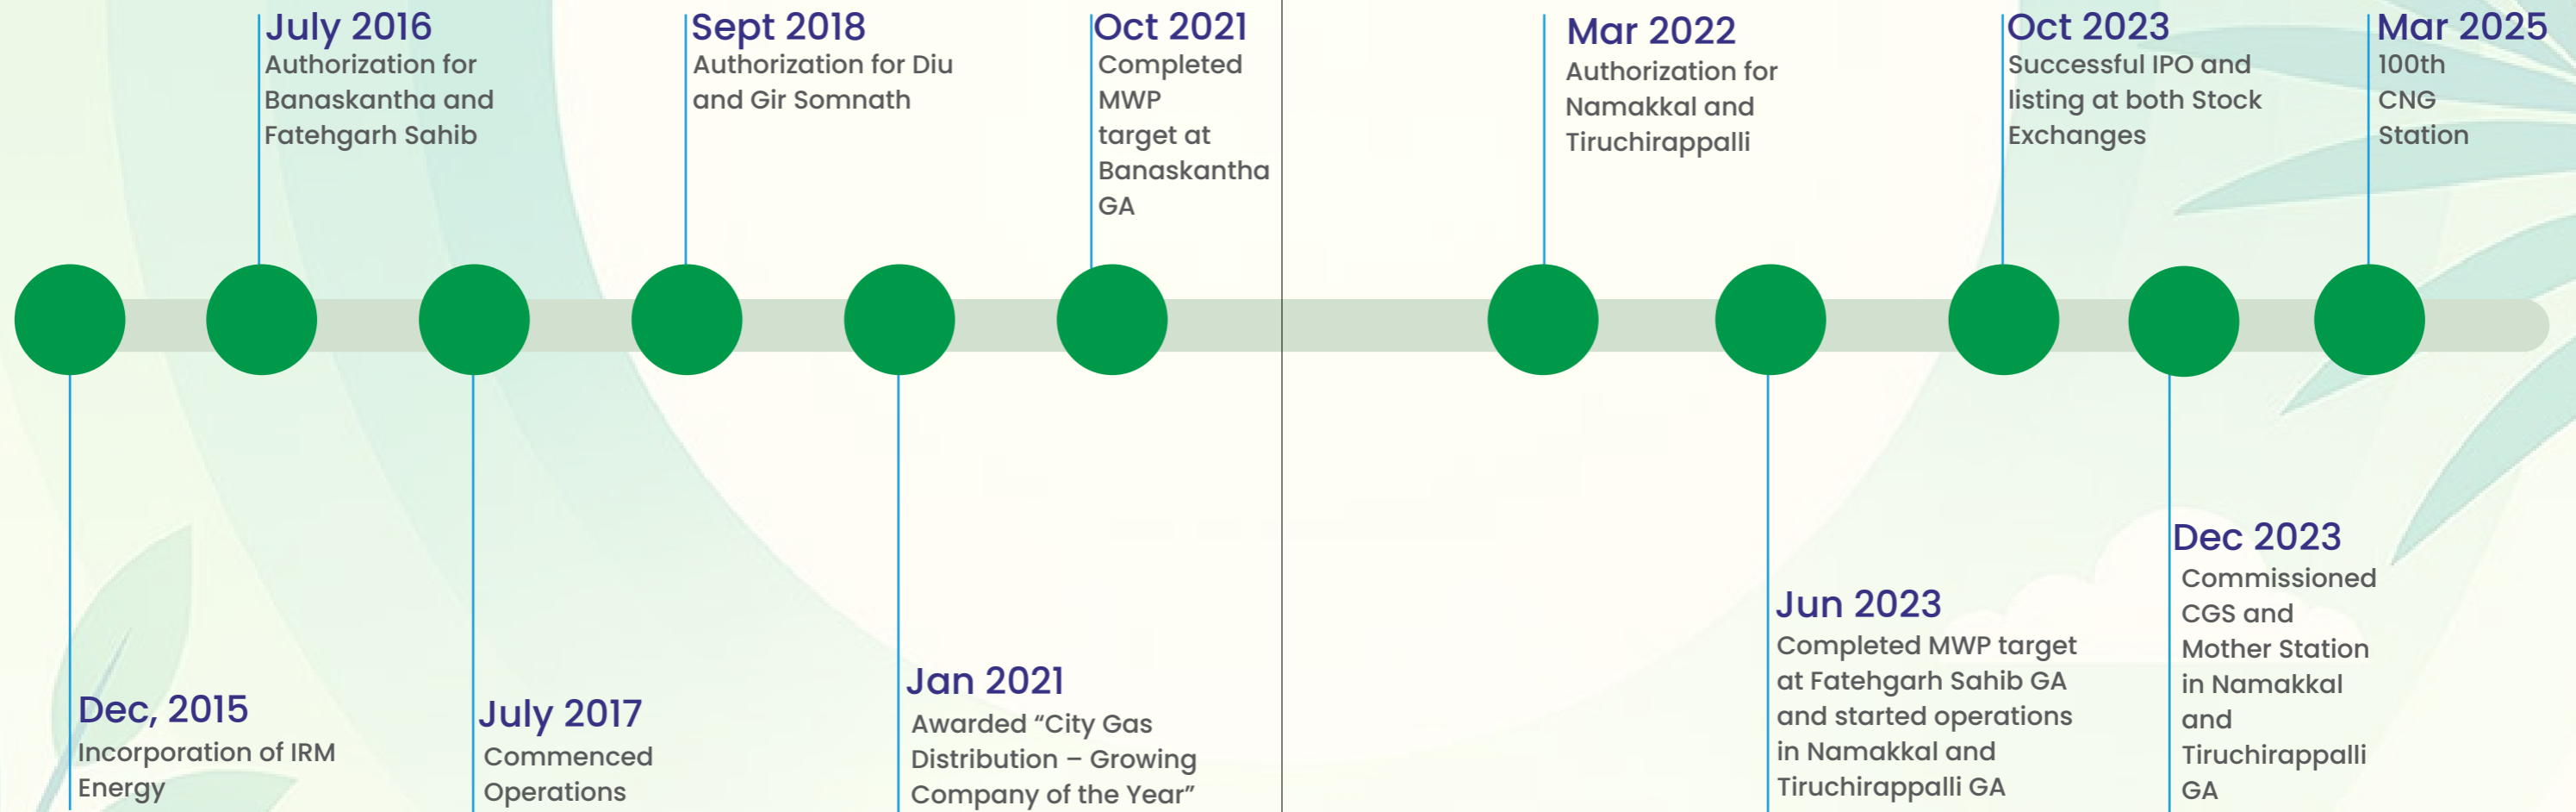 July 2016
Authorization for
Banaskantha and
Fatehgarh Sahib
Sept 2018
Authorization for Diu
and Gir Somnath
Oct 2021
Completed
MWP
target at
Banaskantha
GA
Mar 2022
Authorization for
Namakkal and
Tiruchirappalli
Oct 2023
Successful IPO and
listing at both Stock
Exchanges
Mar 2025
100th
CNG
Station
Dec, 2015
Incorporation of IRM
Energy
July 2017
Commenced
Operations
Jan 2021
Awarded “City Gas
Distribution – Growing
Company of the Year”
Jun 2023
Completed MWP target
at Fatehgarh Sahib GA
and started operations
in Namakkal and
Tiruchirappalli GA
Dec 2023
Commissioned
CGS and
Mother Station
in Namakkal
and
Tiruchirappalli
GA